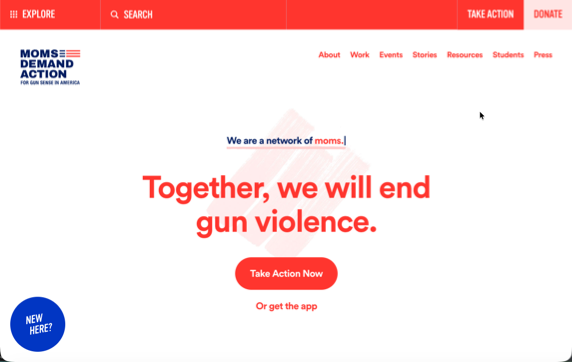 EXPLORE
SEARCH
TAKE ACTION
DONATE
MOMS
DEMAND
ACTION
FOR GUN SENSE IN AMERICA
About Work Events Stories Resources Students Press
We are a network of moms.
Together, we will end
gun violence.
Take Action Now
Or get the app
NEW
HERE?